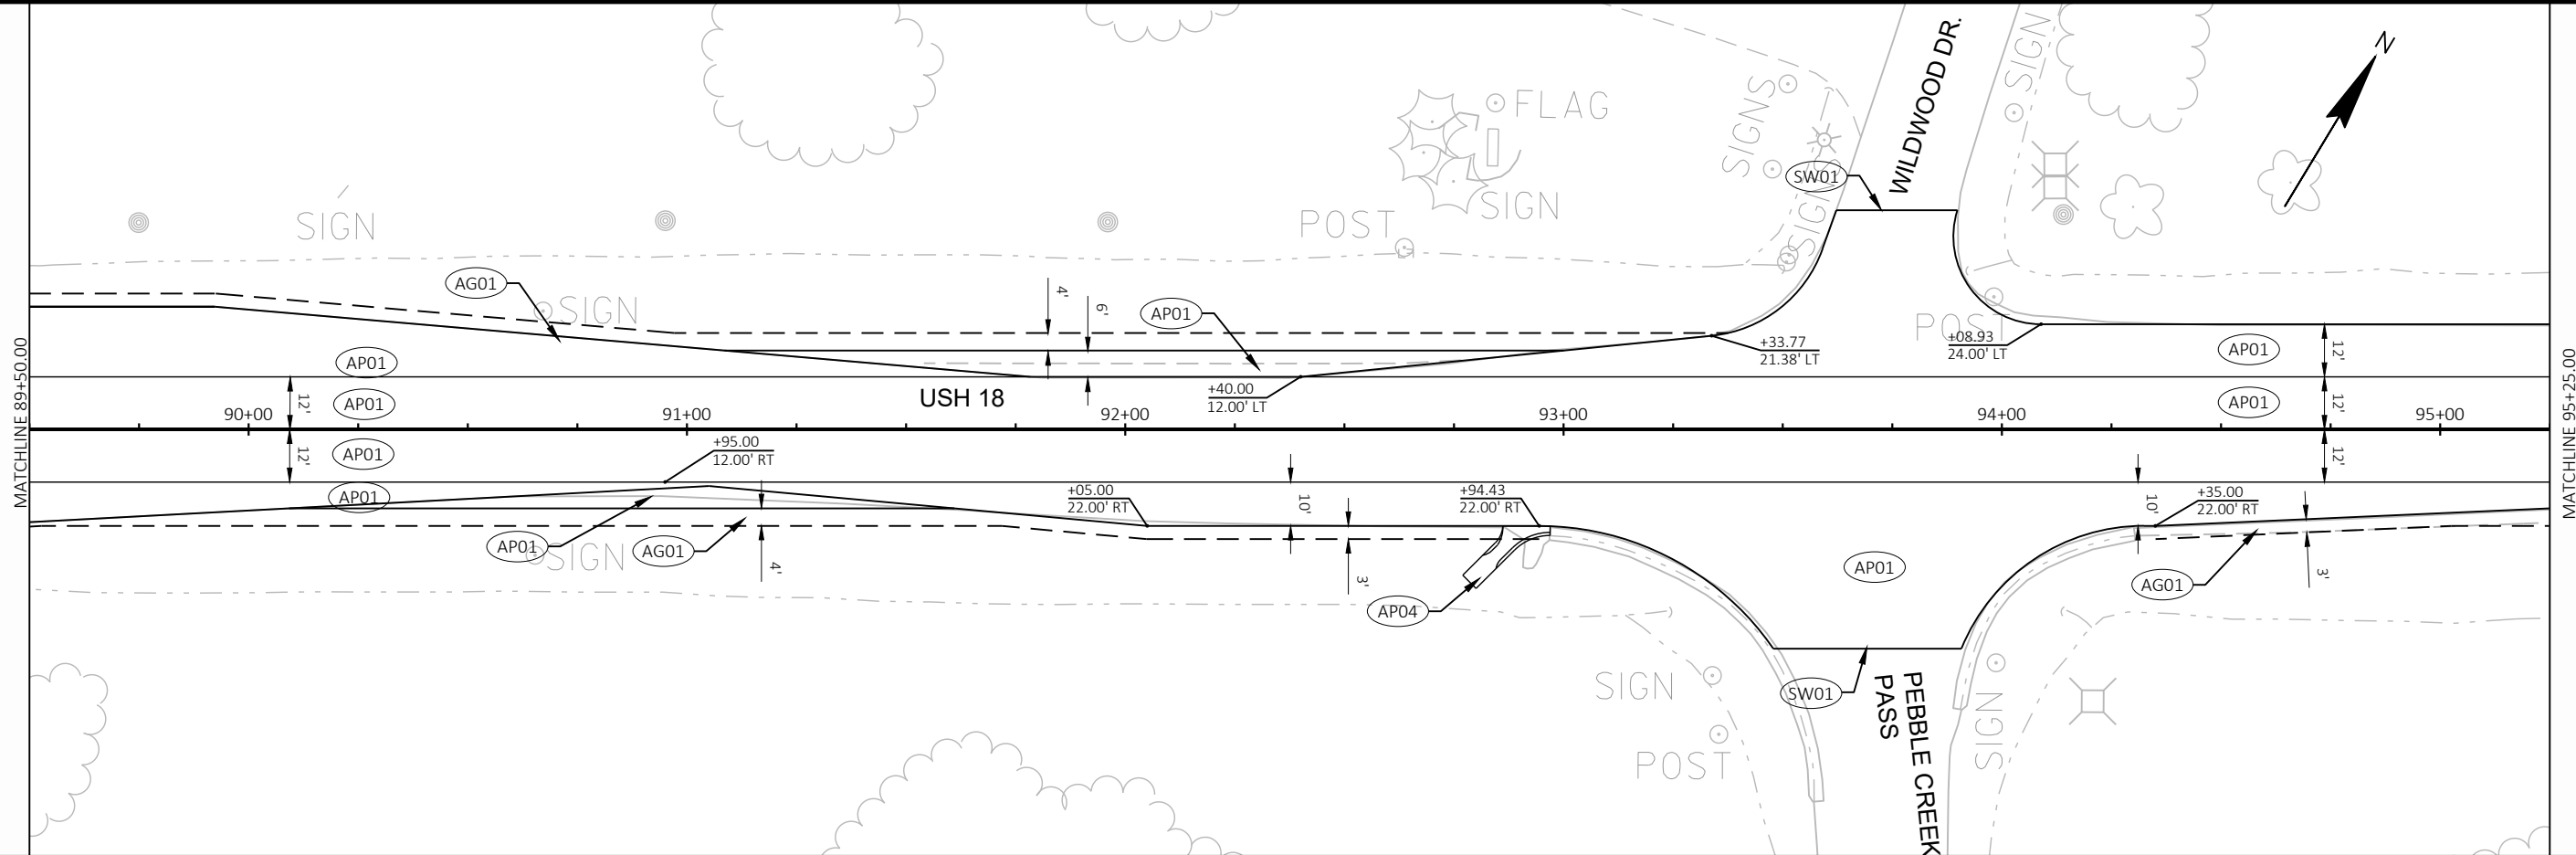 N
WILDWOOD DR.
SIGN
SIGNS
FLAG
SW01
SIGN
SIGN
SIGN
POST
AG01
SIGN
4'
6'
AP01
POST
+33.77
21.38' LT
+08.93
24.00' LT
AP01
12'
MATCHLINE 89+50.00
AP01
AP01
12'
USH 18
+40.00
12.00' LT
AP01
12'
MATCHLINE 95+25.00
90+00
91+00
92+00
93+00
94+00
95+00
AP01
12'
+95.00
12.00' RT
12'
AP01
+05.00
22.00' RT
10'
+94.43
22.00' RT
10'
+35.00
22.00' RT
AP01
SIGN
AG01
4'
3'
AP04
AP01
AG01
3'
SIGN
SW01
POST
PEBBLE CREEK
PASS
SIGN